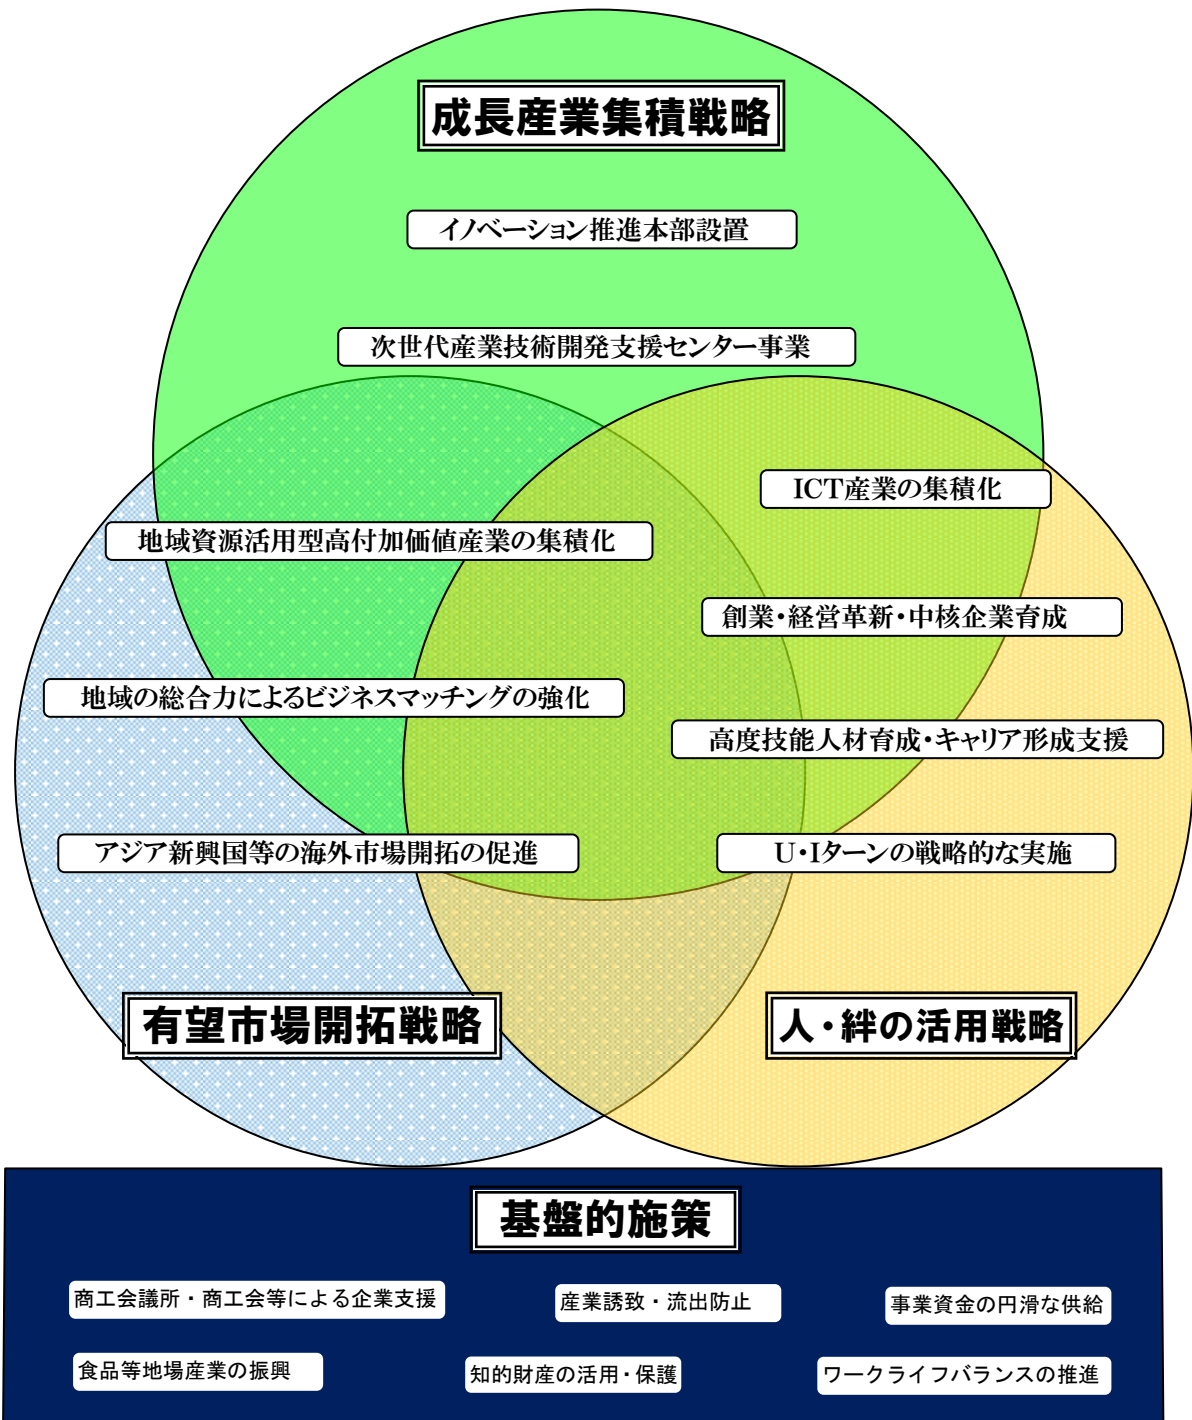 成長産業集積戦略
イノベーション推進本部設置
次世代産業技術開発支援センター事業
ICT産業の集積化
地域資源活用型高付加価値産業の集積化
創業・経営革新・中核企業育成
地域の総合力によるビジネスマッチングの強化
高度技能人材育成・キャリア形成支援
アジア新興国等の海外市場開拓の促進
U・Iターンの戦略的な実施
有望市場開拓戦略
人・絆の活用戦略
基盤的施策
商工会議所・商工会等による企業支援
産業誘致・流出防止
事業資金の円滑な供給
食品等地場産業の振興
知的財産の活用・保護
ワークライフバランスの推進